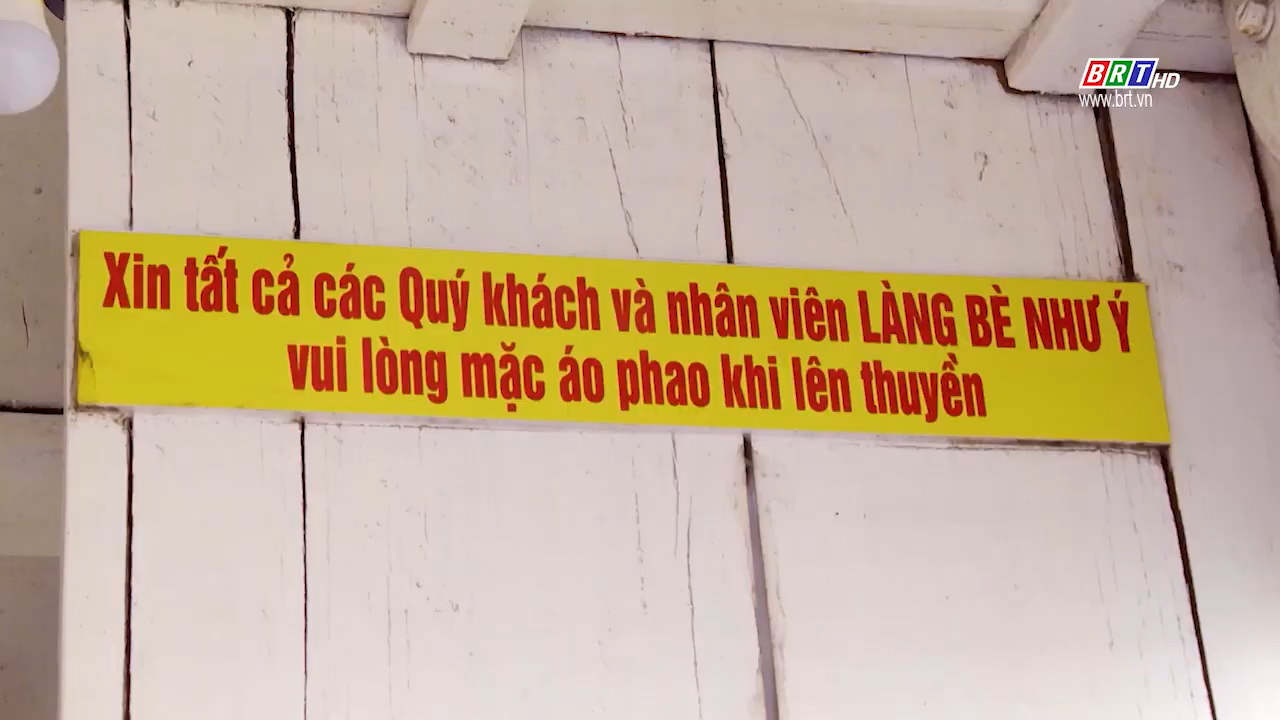 BRT HD
www.brt.vn
Xin tất cả các Quý khách và nhân viên LÀNG BÈ NHƯ Ý
vui lòng mặc áo phao khi lên thuyền